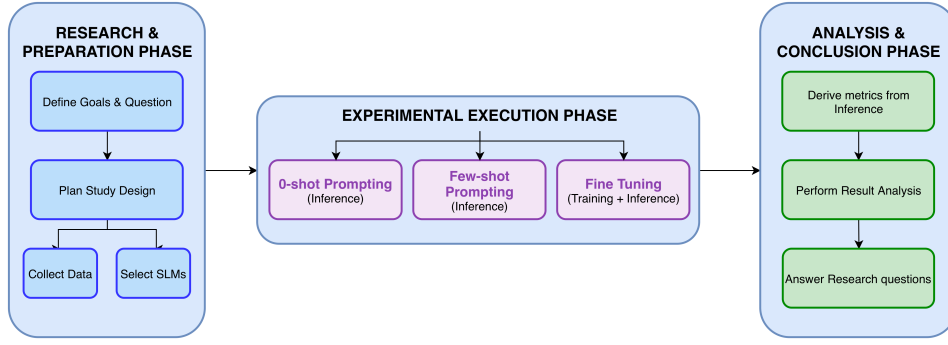 RESEARCH &
PREPARATION PHASE
Define Goals & Question
Plan Study Design
Collect Data
Select SLMs
EXPERIMENTAL EXECUTION PHASE
0-shot Prompting
(Inference)
Few-shot
Prompting
(Inference)
Fine Tuning
(Training + Inference)
ANALYSIS &
CONCLUSION PHASE
Derive metrics from
Inference
Perform Result Analysis
Answer Research questions